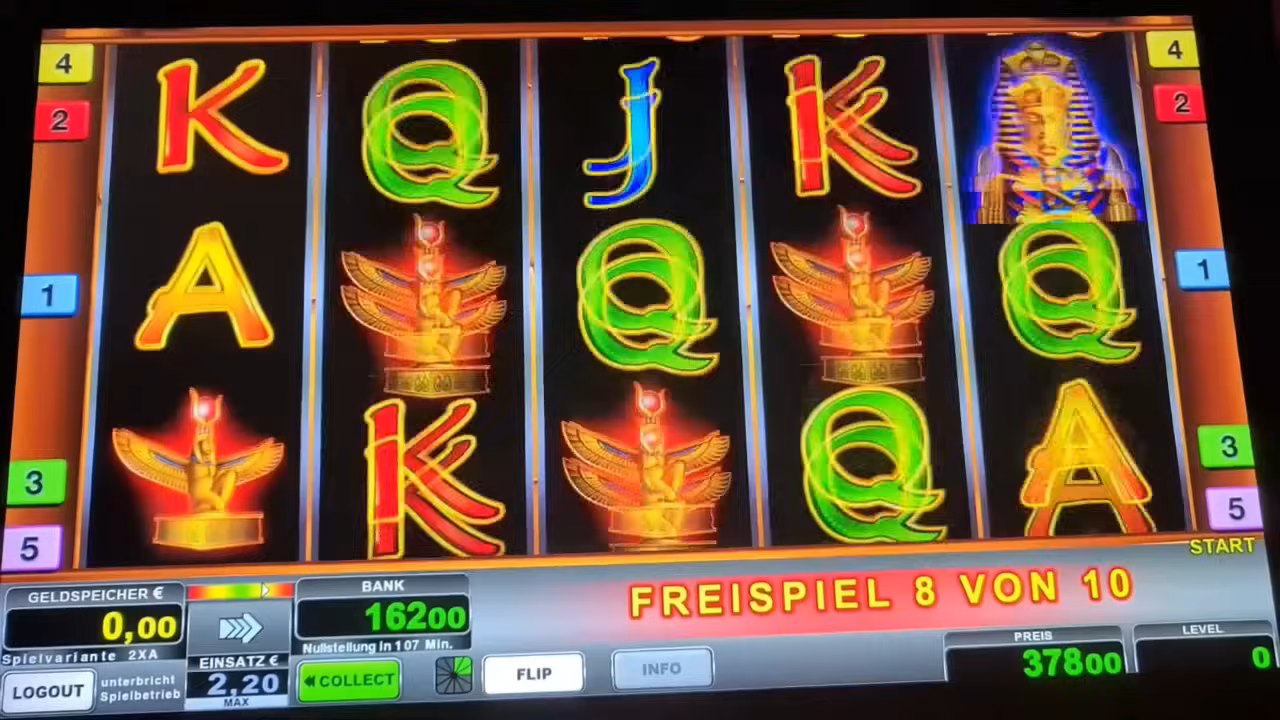 4
4
2
2
K
Q
J
K
1
1
A
Q
Q
3
3
K
Q
A
5
5
START
GELDSPEICHER €
0,00
Spielvariante 2XA
LOGOUT
unterbricht
Spielbetrieb
EINSATZ €
2,20
MAX
BANK
16200
Nullstellung in 107 Min.
COLLECT
FLIP
INFO
FREISPIEL 8 VON 10
PREIS
37800
LEVEL
0